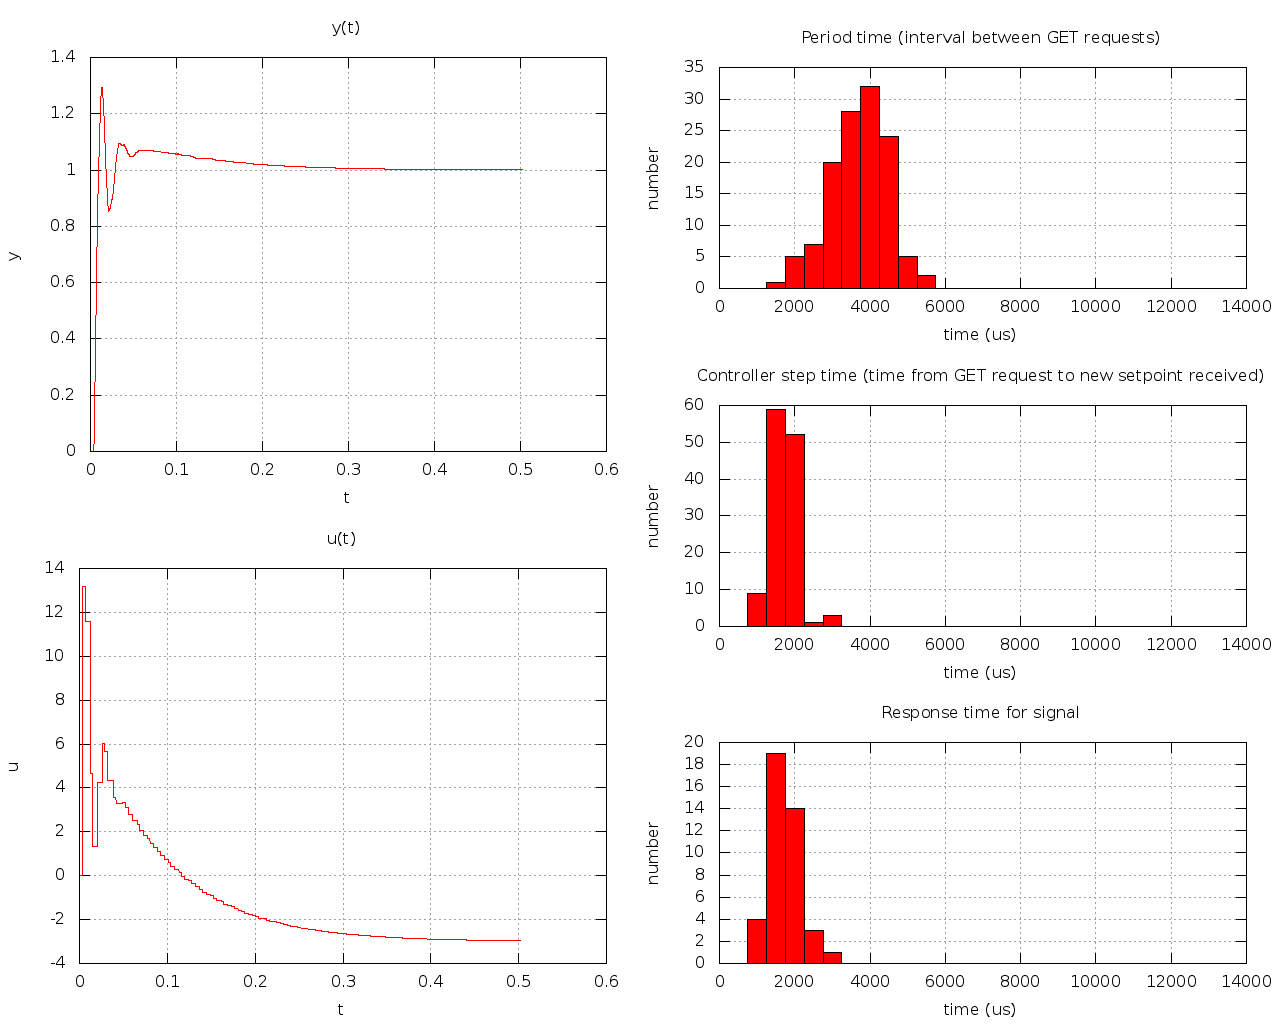 y(t)
1.4
1.2
1
0.8
0.6
0.4
0.2
0
y
0 0.1 0.2 0.3 0.4 0.5 0.6
t
u(t)
14
12
10
8
6
4
2
0
-2
-4
u
0 0.1 0.2 0.3 0.4 0.5 0.6
t
Period time (interval between GET requests)
35
30
25
20
15
10
5
0
number
0 2000 4000 6000 8000 10000 12000 14000
time (us)
Controller step time (time from GET request to new setpoint received)
60
50
40
30
20
10
0
number
0 2000 4000 6000 8000 10000 12000 14000
time (us)
Response time for signal
20
18
16
14
12
10
8
6
4
2
0
number
0 2000 4000 6000 8000 10000 12000 14000
time (us)